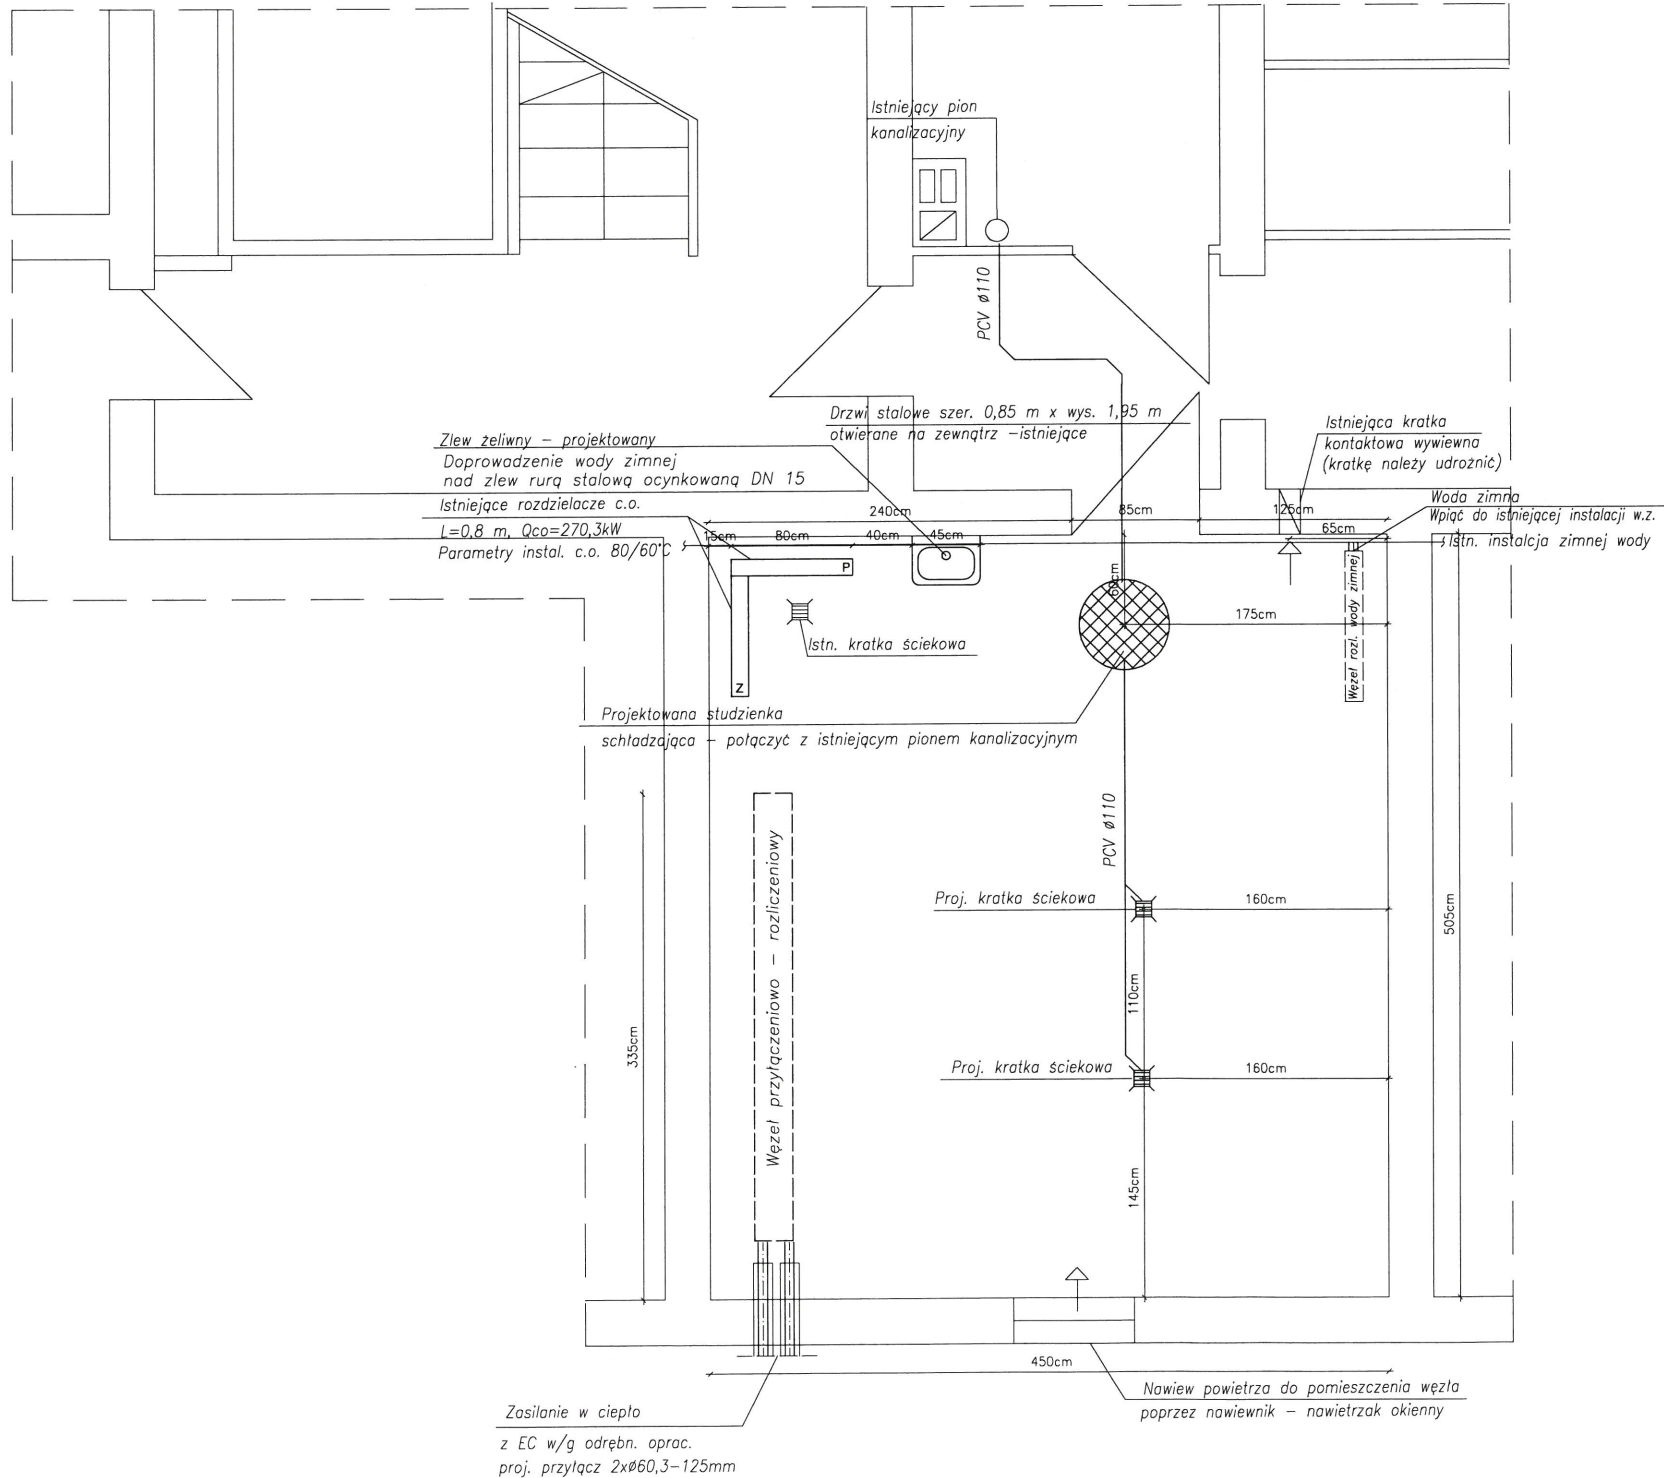 Istniejący pion
kanalizacyjny
PCV ø110
Drzwi stalowe szer. 0,85 m x wys. 1,95 m
otwierane na zewnątrz –istniejące
Zlew żeliwny – projektowany
Doprowadzenie wody zimnej
nad zlew rurą stalową ocynkowaną DN 15
Istniejące rozdzielacze c.o.
L=0,8 m, Qco=270,3kW
Parametry instal. c.o. 80/60°C
Istniejąca kratka
kontaktowa wywiewna
(kratkę należy udrożnić)
Woda zimna
Wpiąć do istniejącej instalacji w.z.
Istn. instalcja zimnej wody
240cm
85cm
125cm
65cm
15cm
80cm
40cm
45cm
P
Z
60cm
175cm
Węzeł rozl. wody zimnej
Istn. kratka ściekowa
Projektowana studzienka
schładzająca – połączyć z istniejącym pionem kanalizacyjnym
PCV ø110
Węzeł przyłączeniowo – rozliczeniowy
Proj. kratka ściekowa
160cm
110cm
505cm
335cm
Proj. kratka ściekowa
160cm
145cm
450cm
Nawiew powietrza do pomieszczenia węzła
poprzez nawiewnik – nawietrzak okienny
Zasilanie w ciepło
z EC w/g odrębn. oprac.
proj. przyłącz 2xø60,3–125mm